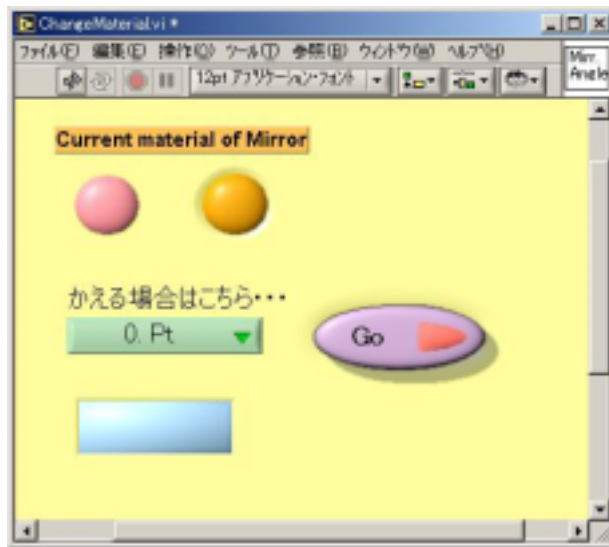 ChangeMaterial.vi *
ファイル(F) 編集(E) 操作(O) ツール(T) 参照(B) ウィンドウ(W) ヘルプ(H)
12pt アプリケーション・フォント
Mirr.
Angle
Current material of Mirror
かえる場合はこちら・・・
0. Pt
Go